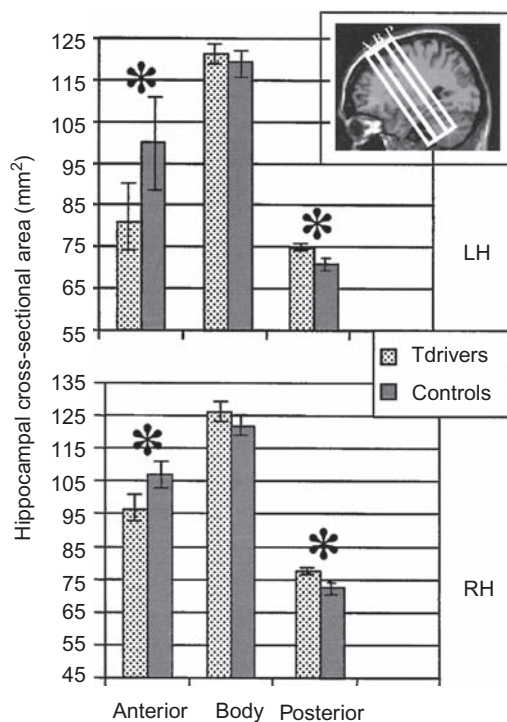 Hippocampal cross-sectional area (mm²)
125
115
105
95
85
75
65
55
A B P
LH
Tdrivers
Controls
135
125
115
105
95
85
75
65
55
45
RH
Anterior Body Posterior